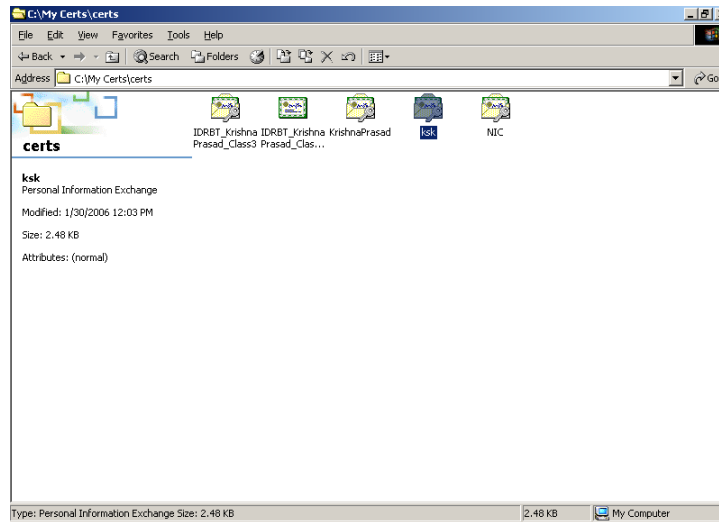 C:\My Certs\certs
File Edit View Favorites Tools Help
Back Search Folders
Address C:\My Certs\certs Go
IDRBT_Krishna IDRBT_Krishna KrishnaPrasad ksk NIC
Prasad_Class3 Prasad_Clas...
certs
ksk
Personal Information Exchange
Modified: 1/30/2006 12:03 PM
Size: 2.48 KB
Attributes: (normal)
Type: Personal Information Exchange Size: 2.48 KB 2.48 KB My Computer